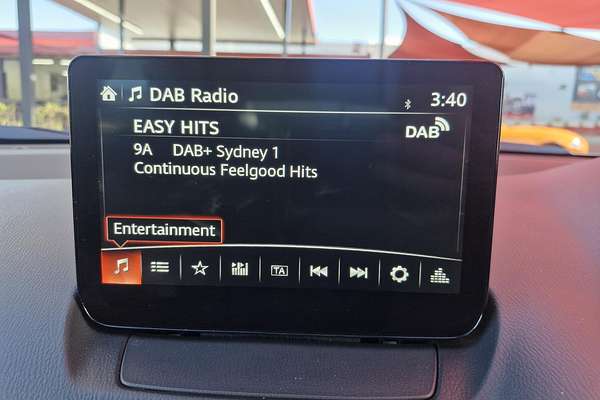 DAB Radio
3:40
EASY HITS
DAB
9A DAB+ Sydney 1
Continuous Feelgood Hits
Entertainment
TA